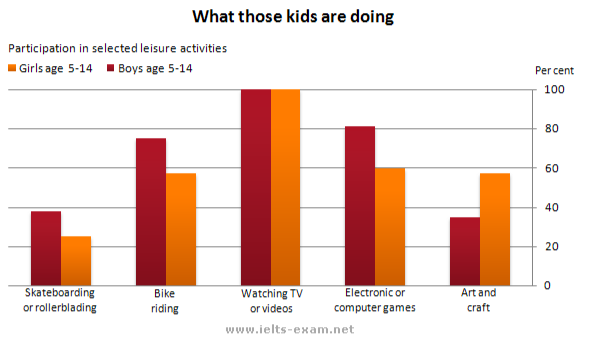 What those kids are doing
Participation in selected leisure activities
Girls age 5-14 Boys age 5-14
Per cent
100
80
60
40
20
0
Skateboarding
or rollerblading
Bike
riding
Watching TV
or videos
Electronic or
computer games
Art and
craft
www.ielts-exam.net